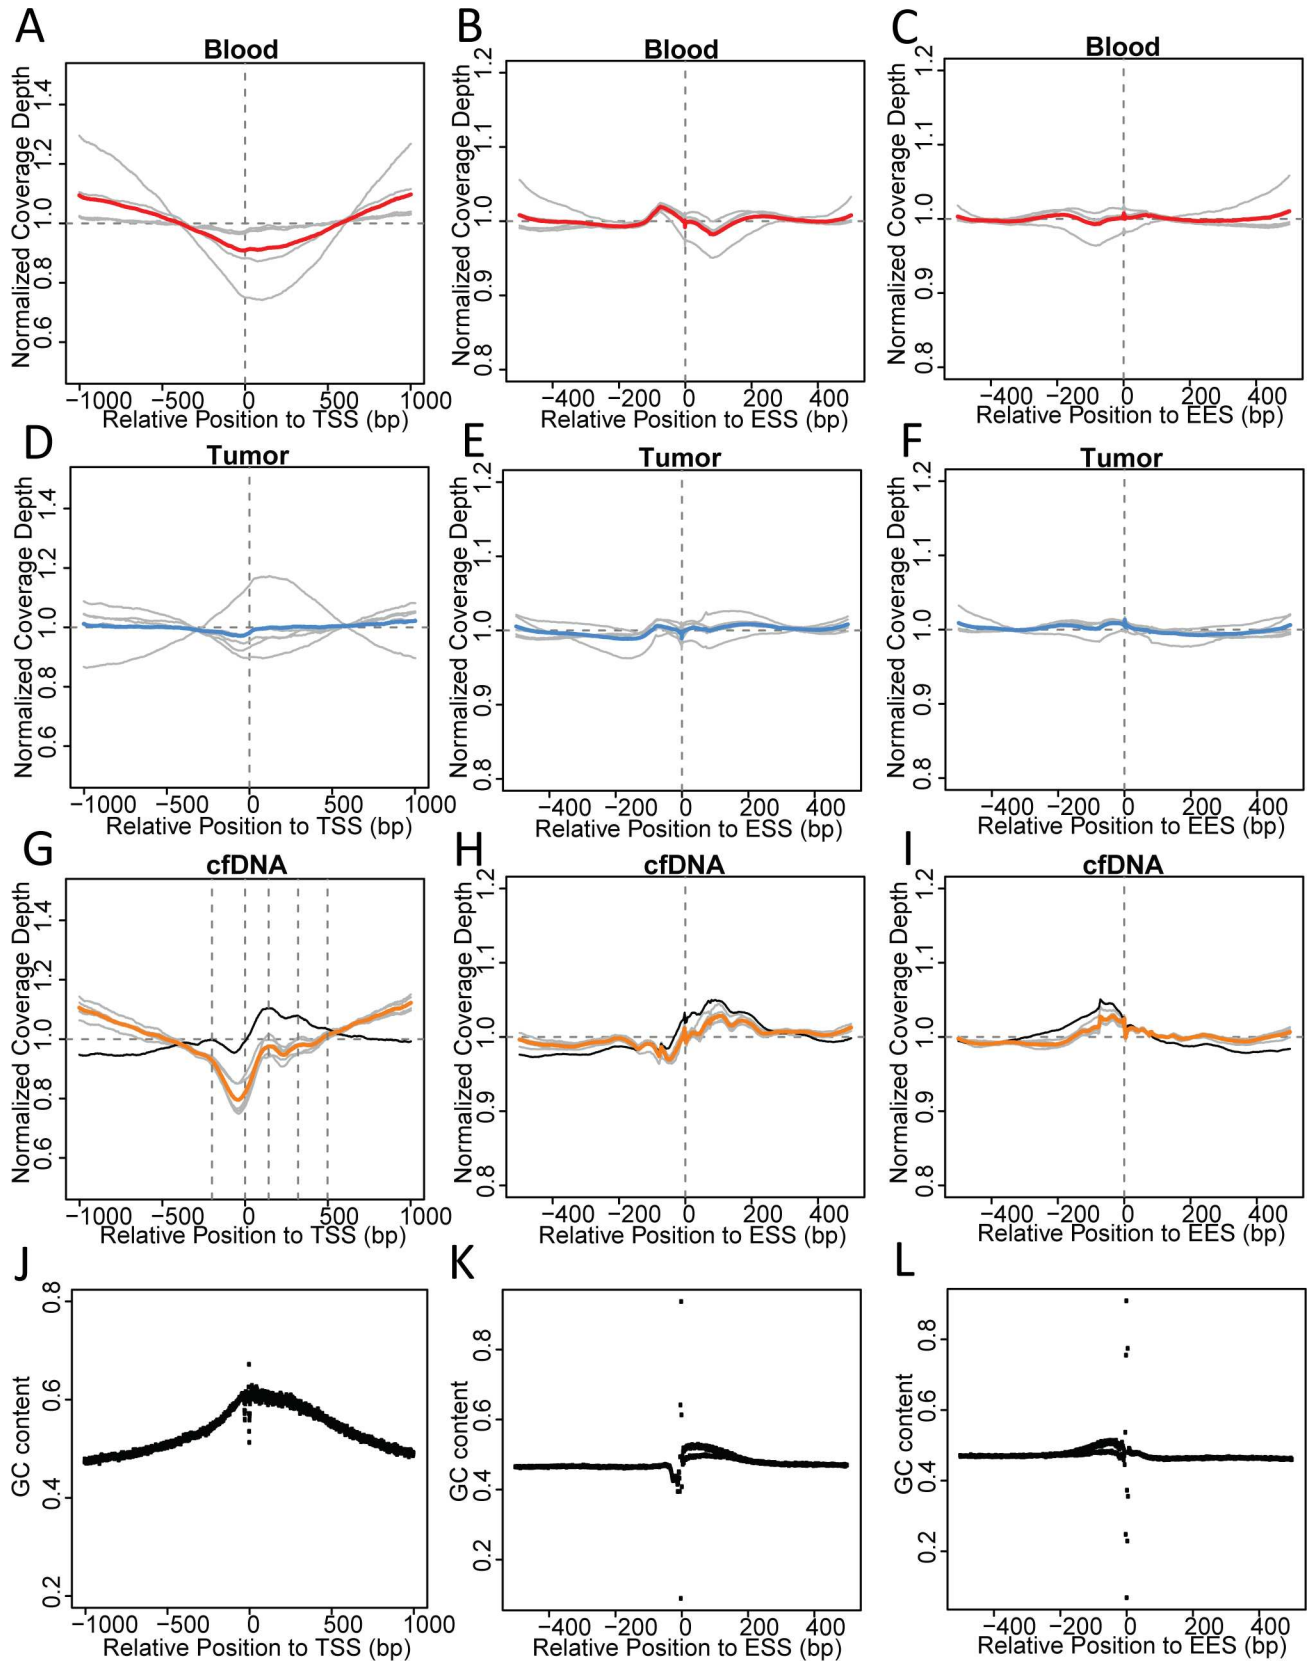 A
Blood
Normalized Coverage Depth
0.6 0.8 1.0 1.2 1.4
−1000 −500 0 500 1000
Relative Position to TSS (bp)
B
Blood
Normalized Coverage Depth
0.8 0.9 1.0 1.1 1.2
−400 −200 0 200 400
Relative Position to ESS (bp)
C
Blood
Normalized Coverage Depth
0.8 0.9 1.0 1.1 1.2
−400 −200 0 200 400
Relative Position to EES (bp)
D
Tumor
Normalized Coverage Depth
0.6 0.8 1.0 1.2 1.4
−1000 −500 0 500 1000
Relative Position to TSS (bp)
E
Tumor
Normalized Coverage Depth
0.8 0.9 1.0 1.1 1.2
−400 −200 0 200 400
Relative Position to ESS (bp)
F
Tumor
Normalized Coverage Depth
0.8 0.9 1.0 1.1 1.2
−400 −200 0 200 400
Relative Position to EES (bp)
G
cfDNA
Normalized Coverage Depth
0.6 0.8 1.0 1.2 1.4
−1000 −500 0 500 1000
Relative Position to TSS (bp)
H
cfDNA
Normalized Coverage Depth
0.8 0.9 1.0 1.1 1.2
−400 −200 0 200 400
Relative Position to ESS (bp)
I
cfDNA
Normalized Coverage Depth
0.8 0.9 1.0 1.1 1.2
−400 −200 0 200 400
Relative Position to EES (bp)
J
GC content
0.2 0.4 0.6 0.8
−1000 −500 0 500 1000
Relative Position to TSS (bp)
K
GC content
0.2 0.4 0.6 0.8
−400 −200 0 200 400
Relative Position to ESS (bp)
L
GC content
0.2 0.4 0.6 0.8
−400 −200 0 200 400
Relative Position to EES (bp)